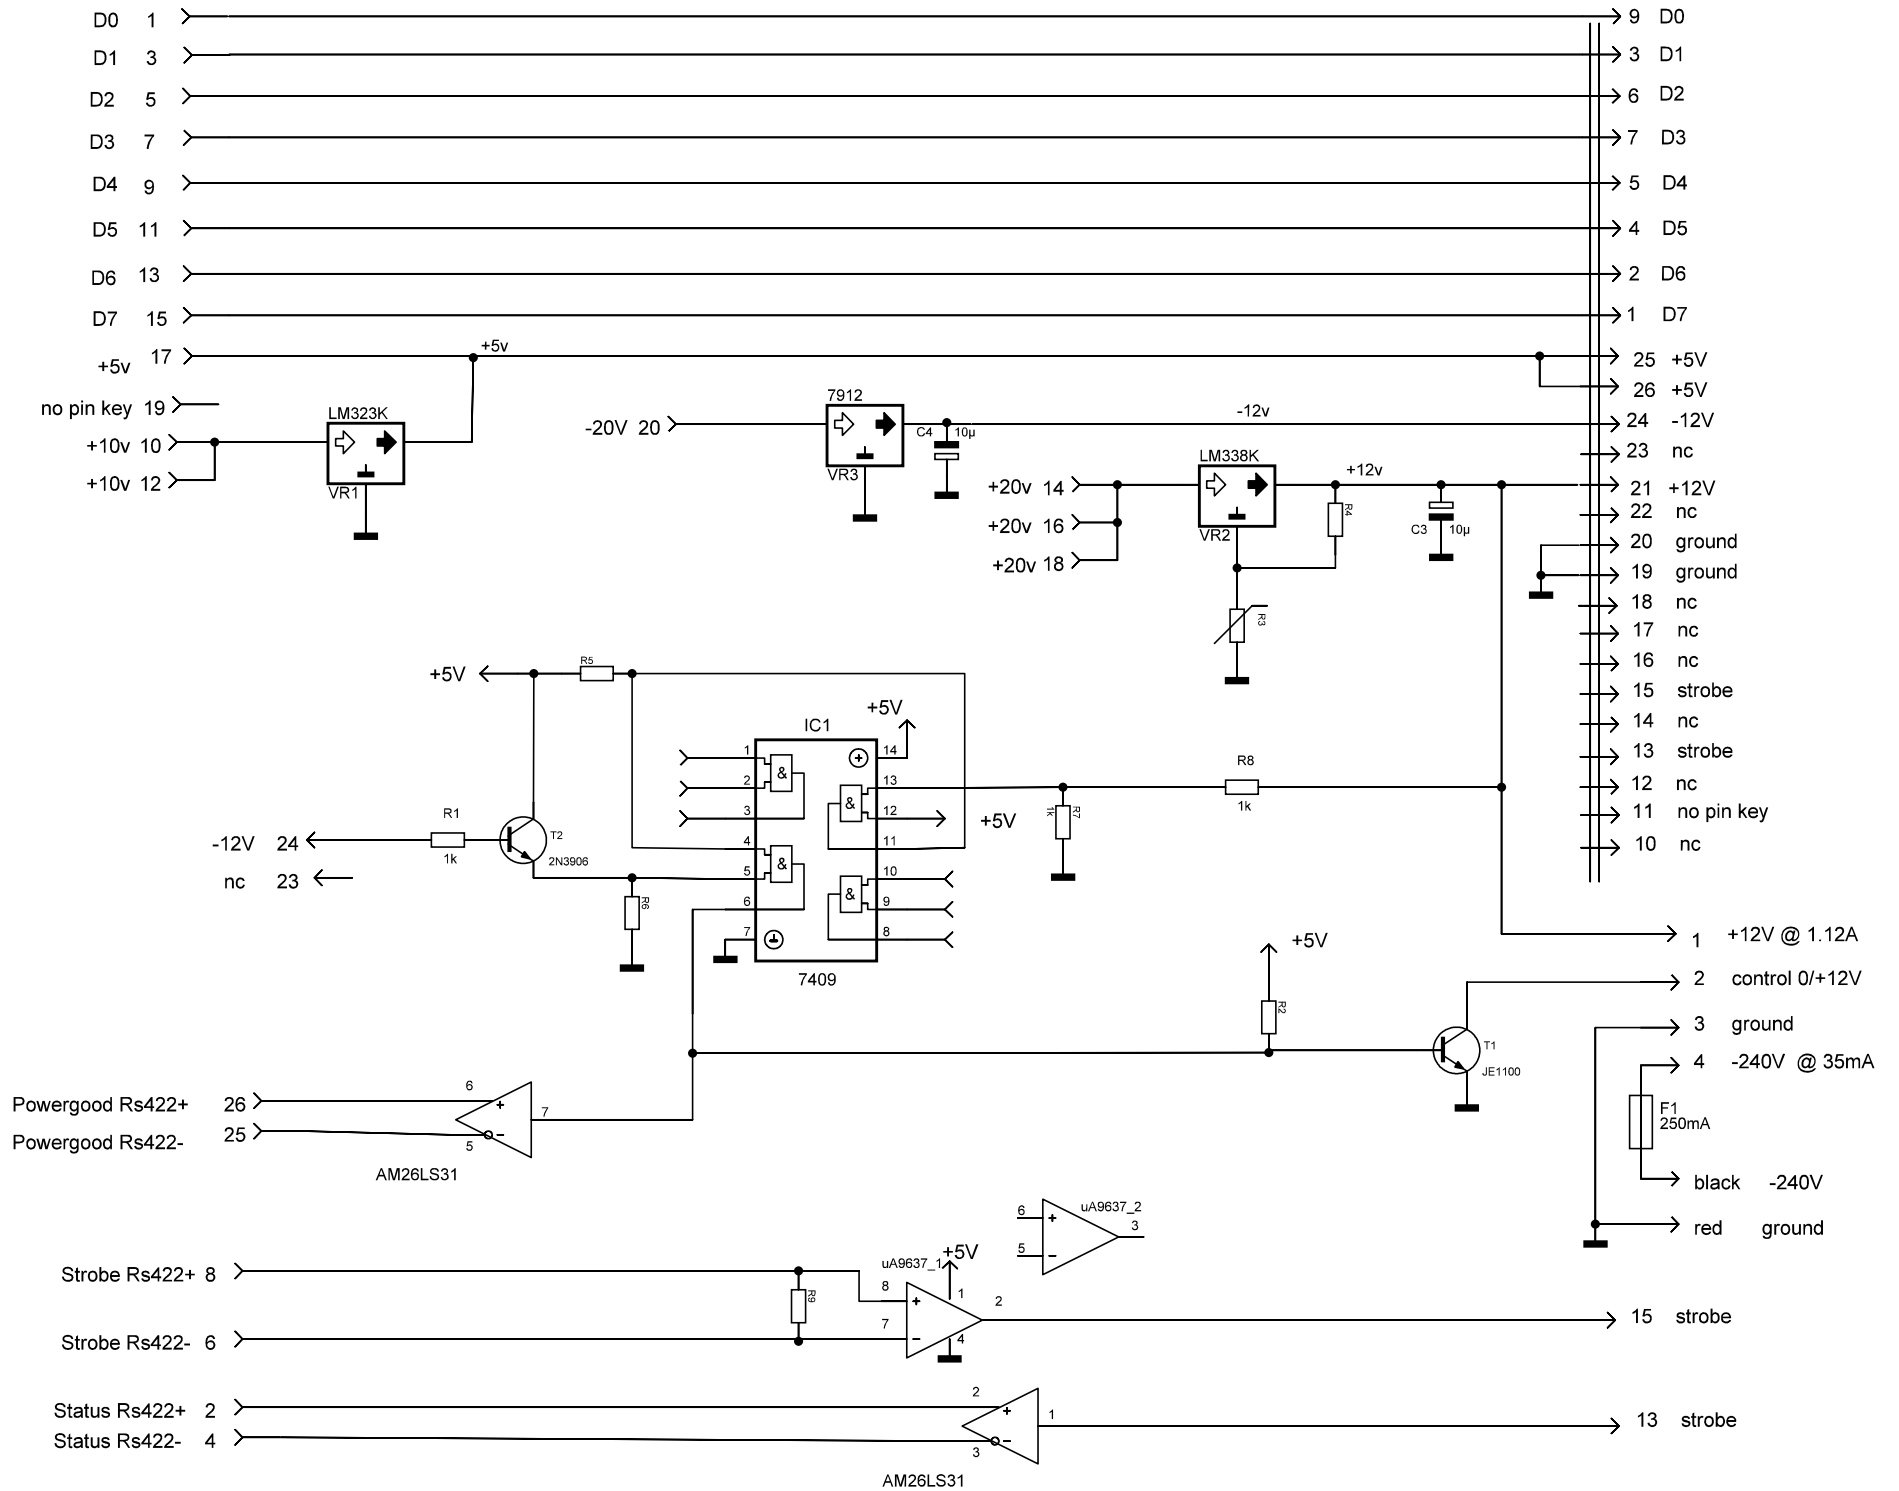 D0 1 9 D0
D1 3 3 D1
D2 5 6 D2
D3 7 7 D3
D4 9 5 D4
D5 11 4 D5
D6 13 2 D6
D7 15 1 D7
+5v 17 +5v 25 +5V
26 +5V
no pin key 19
+10v 10
+10v 12
LM323K
VR1
-20V 20
7912
VR3
C4 10µ
-12v
24 -12V
23 nc
+20v 14
+20v 16
+20v 18
LM338K
VR2
+12v
R4
C3 10µ
R3
21 +12V
22 nc
20 ground
19 ground
18 nc
17 nc
16 nc
15 strobe
14 nc
13 strobe
12 nc
11 no pin key
10 nc
+5V
R5
IC1
+5V
1
&
14
2
&
13
3
12
4
&
11
5
&
10
6
9
7
8
7409
+5V
R7
1k
R8
1k
-12V 24
nc 23
R1
1k
T2
2N3906
R6
+5V
R2
T1
JE1100
1 +12V @ 1.12A
2 control 0/+12V
3 ground
4 -240V @ 35mA
F1
250mA
black -240V
red ground
Powergood Rs422+ 26
Powergood Rs422- 25
6
+
7
-
5
AM26LS31
6
+
uA9637_2
3
5
-
Strobe Rs422+ 8
Strobe Rs422- 6
R9
uA9637_1
+5V
8
+
1
2
7
-
4
15 strobe
Status Rs422+ 2
Status Rs422- 4
2
+
1
-
3
AM26LS31
13 strobe